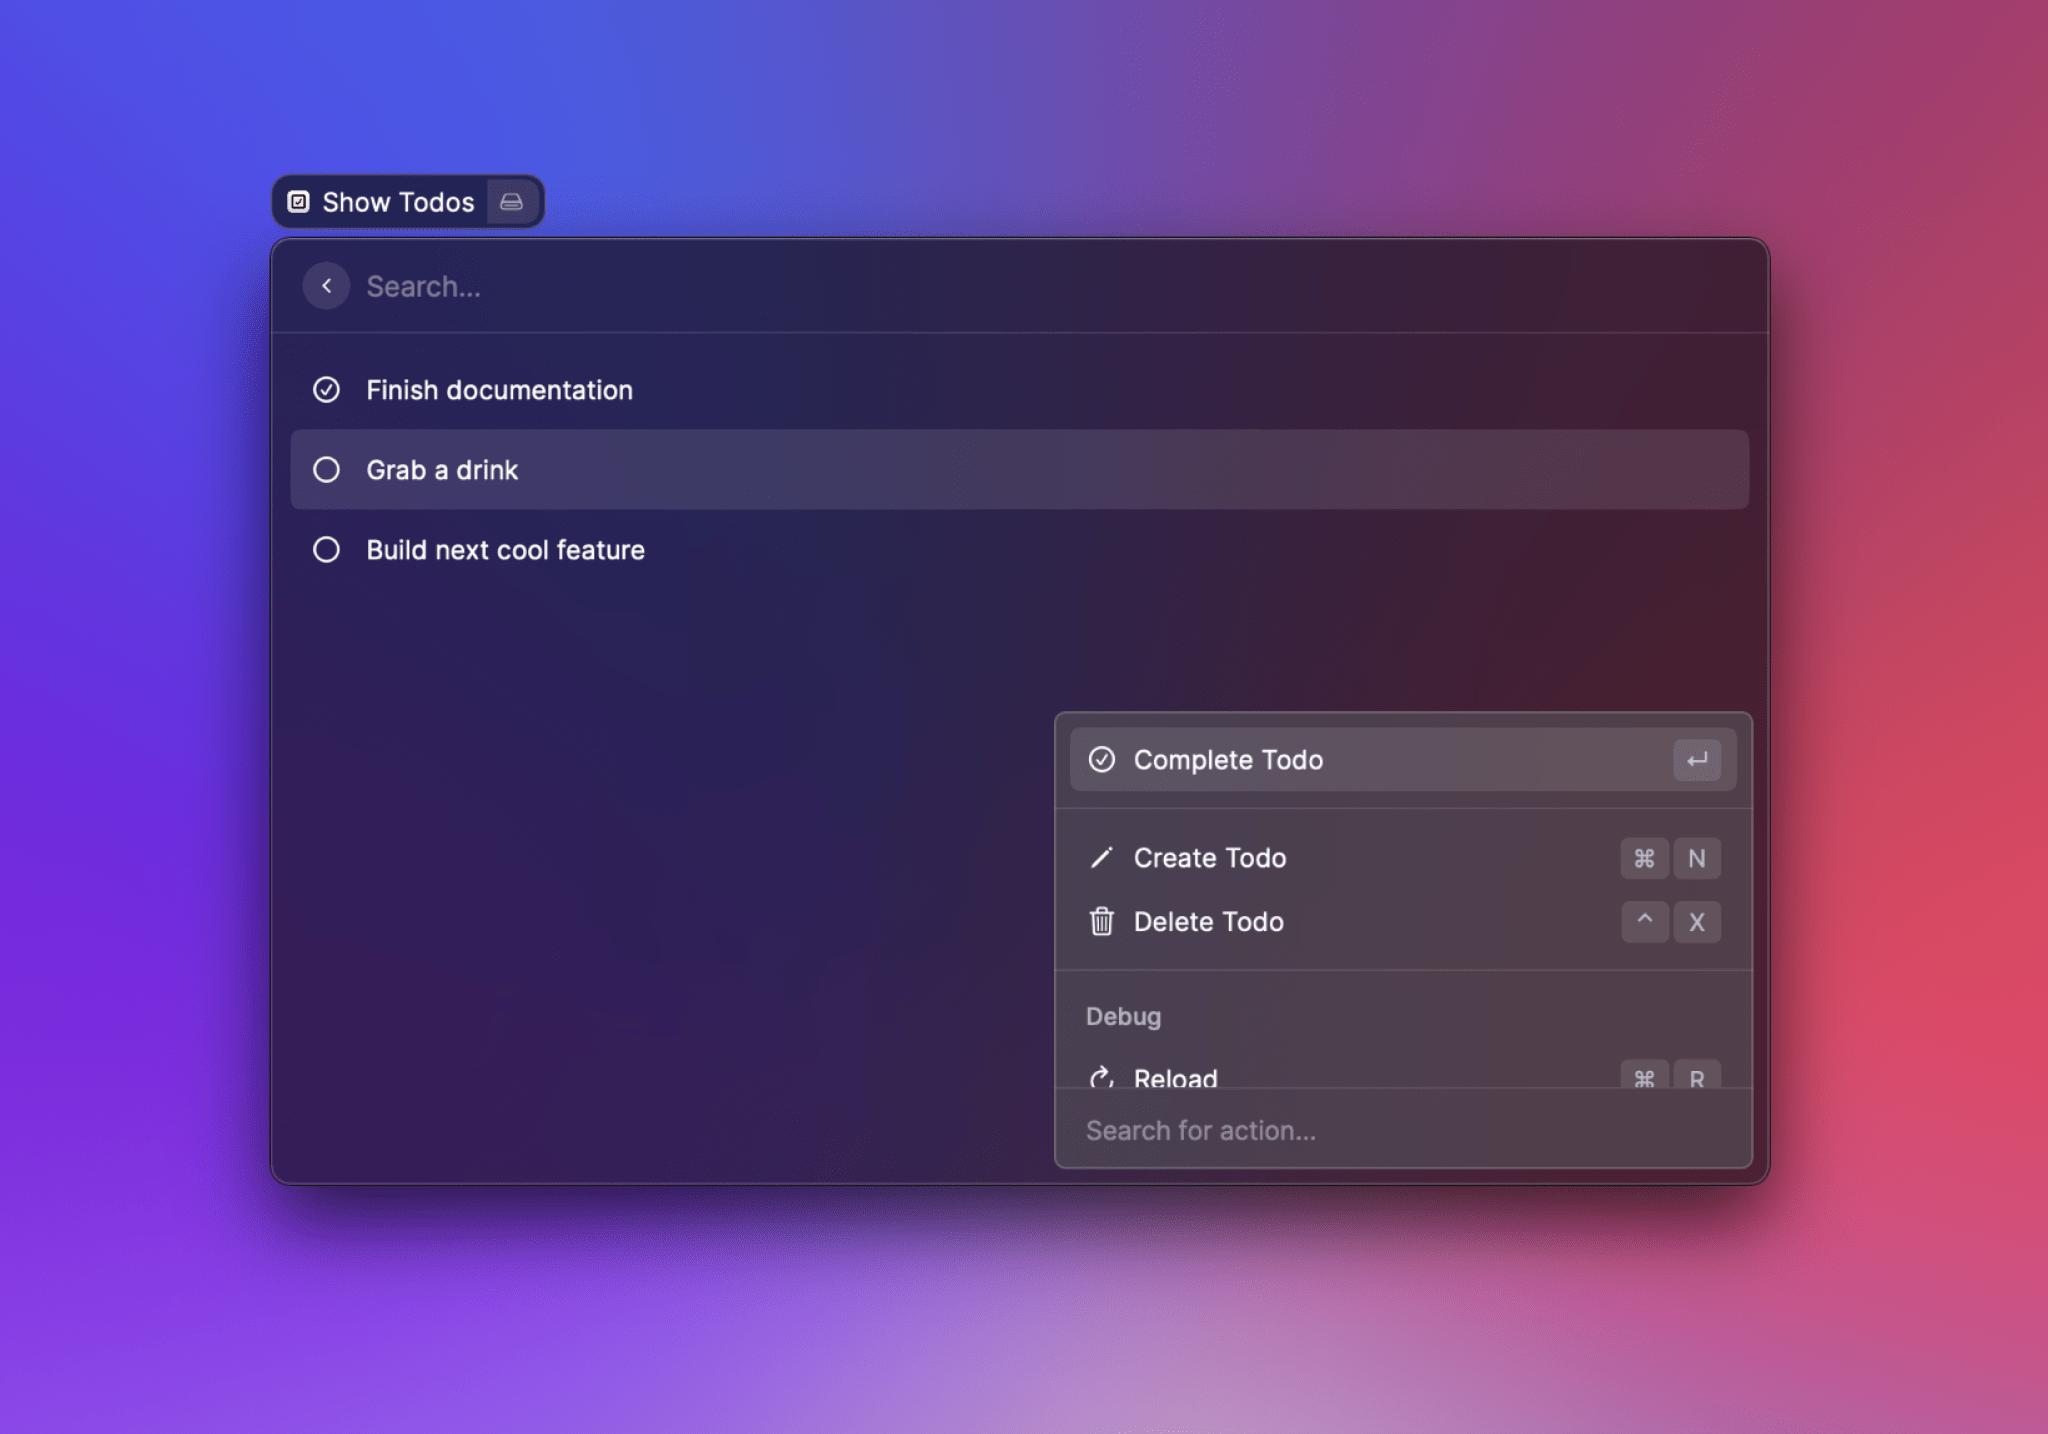 Show Todos
Search...
Finish documentation
Grab a drink
Build next cool feature
Complete Todo ↵
Create Todo ⌘ N
Delete Todo ^ X
Debug
Reload ⌘ R
Search for action...